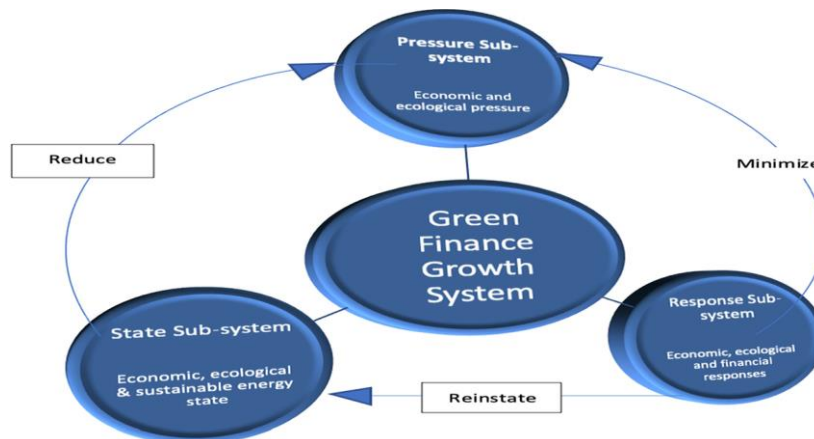 Pressure Sub-
system
Economic and
ecological pressure
Reduce
Minimize
Green
Finance
Growth
System
State Sub-system
Economic, ecological
& sustainable energy
state
Response Sub-
system
Economic, ecological
and financial
responses
Reinstate